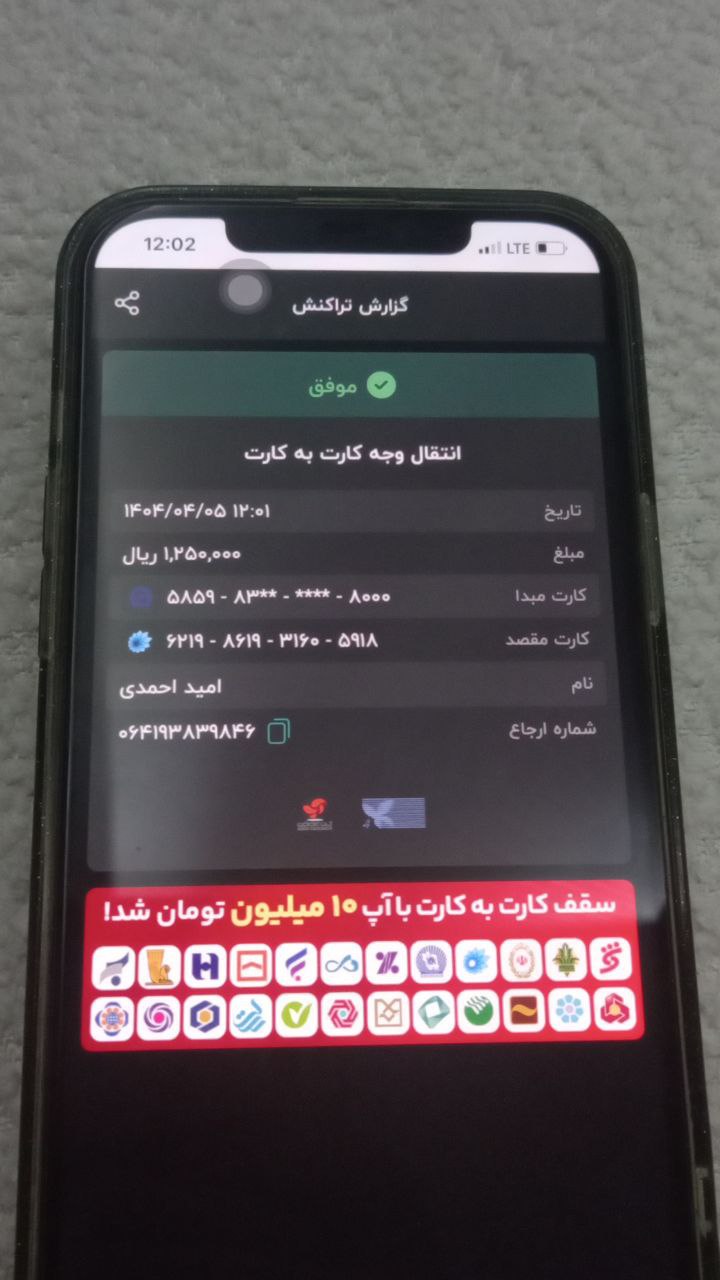 12:02 LTE
گزارش تراکنش
موفق
انتقال وجه کارت به کارت
تاریخ ۱۴۰۴/۰۴/۰۵ ۱۲:۰۱
مبلغ ۱,۲۵۰,۰۰۰ ریال
کارت مبدا ۵۸۵۹ - ۸۳** - **** - ۸۰۰۰
کارت مقصد ۶۲۱۹ - ۸۶۱۹ - ۳۱۶۰ - ۵۹۱۸
نام امید احمدی
شماره ارجاع ۰۶۴۱۹۳۸۳۹۸۴۶
سقف کارت به کارت با آپ ۱۰ میلیون تومان شد!